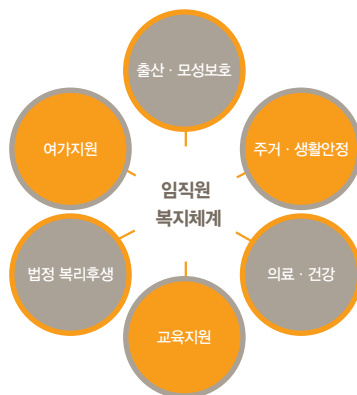 출산 · 모성보호
여가지원
주거 · 생활안정
임직원
복지체계
법정 복리후생
의료 · 건강
교육지원